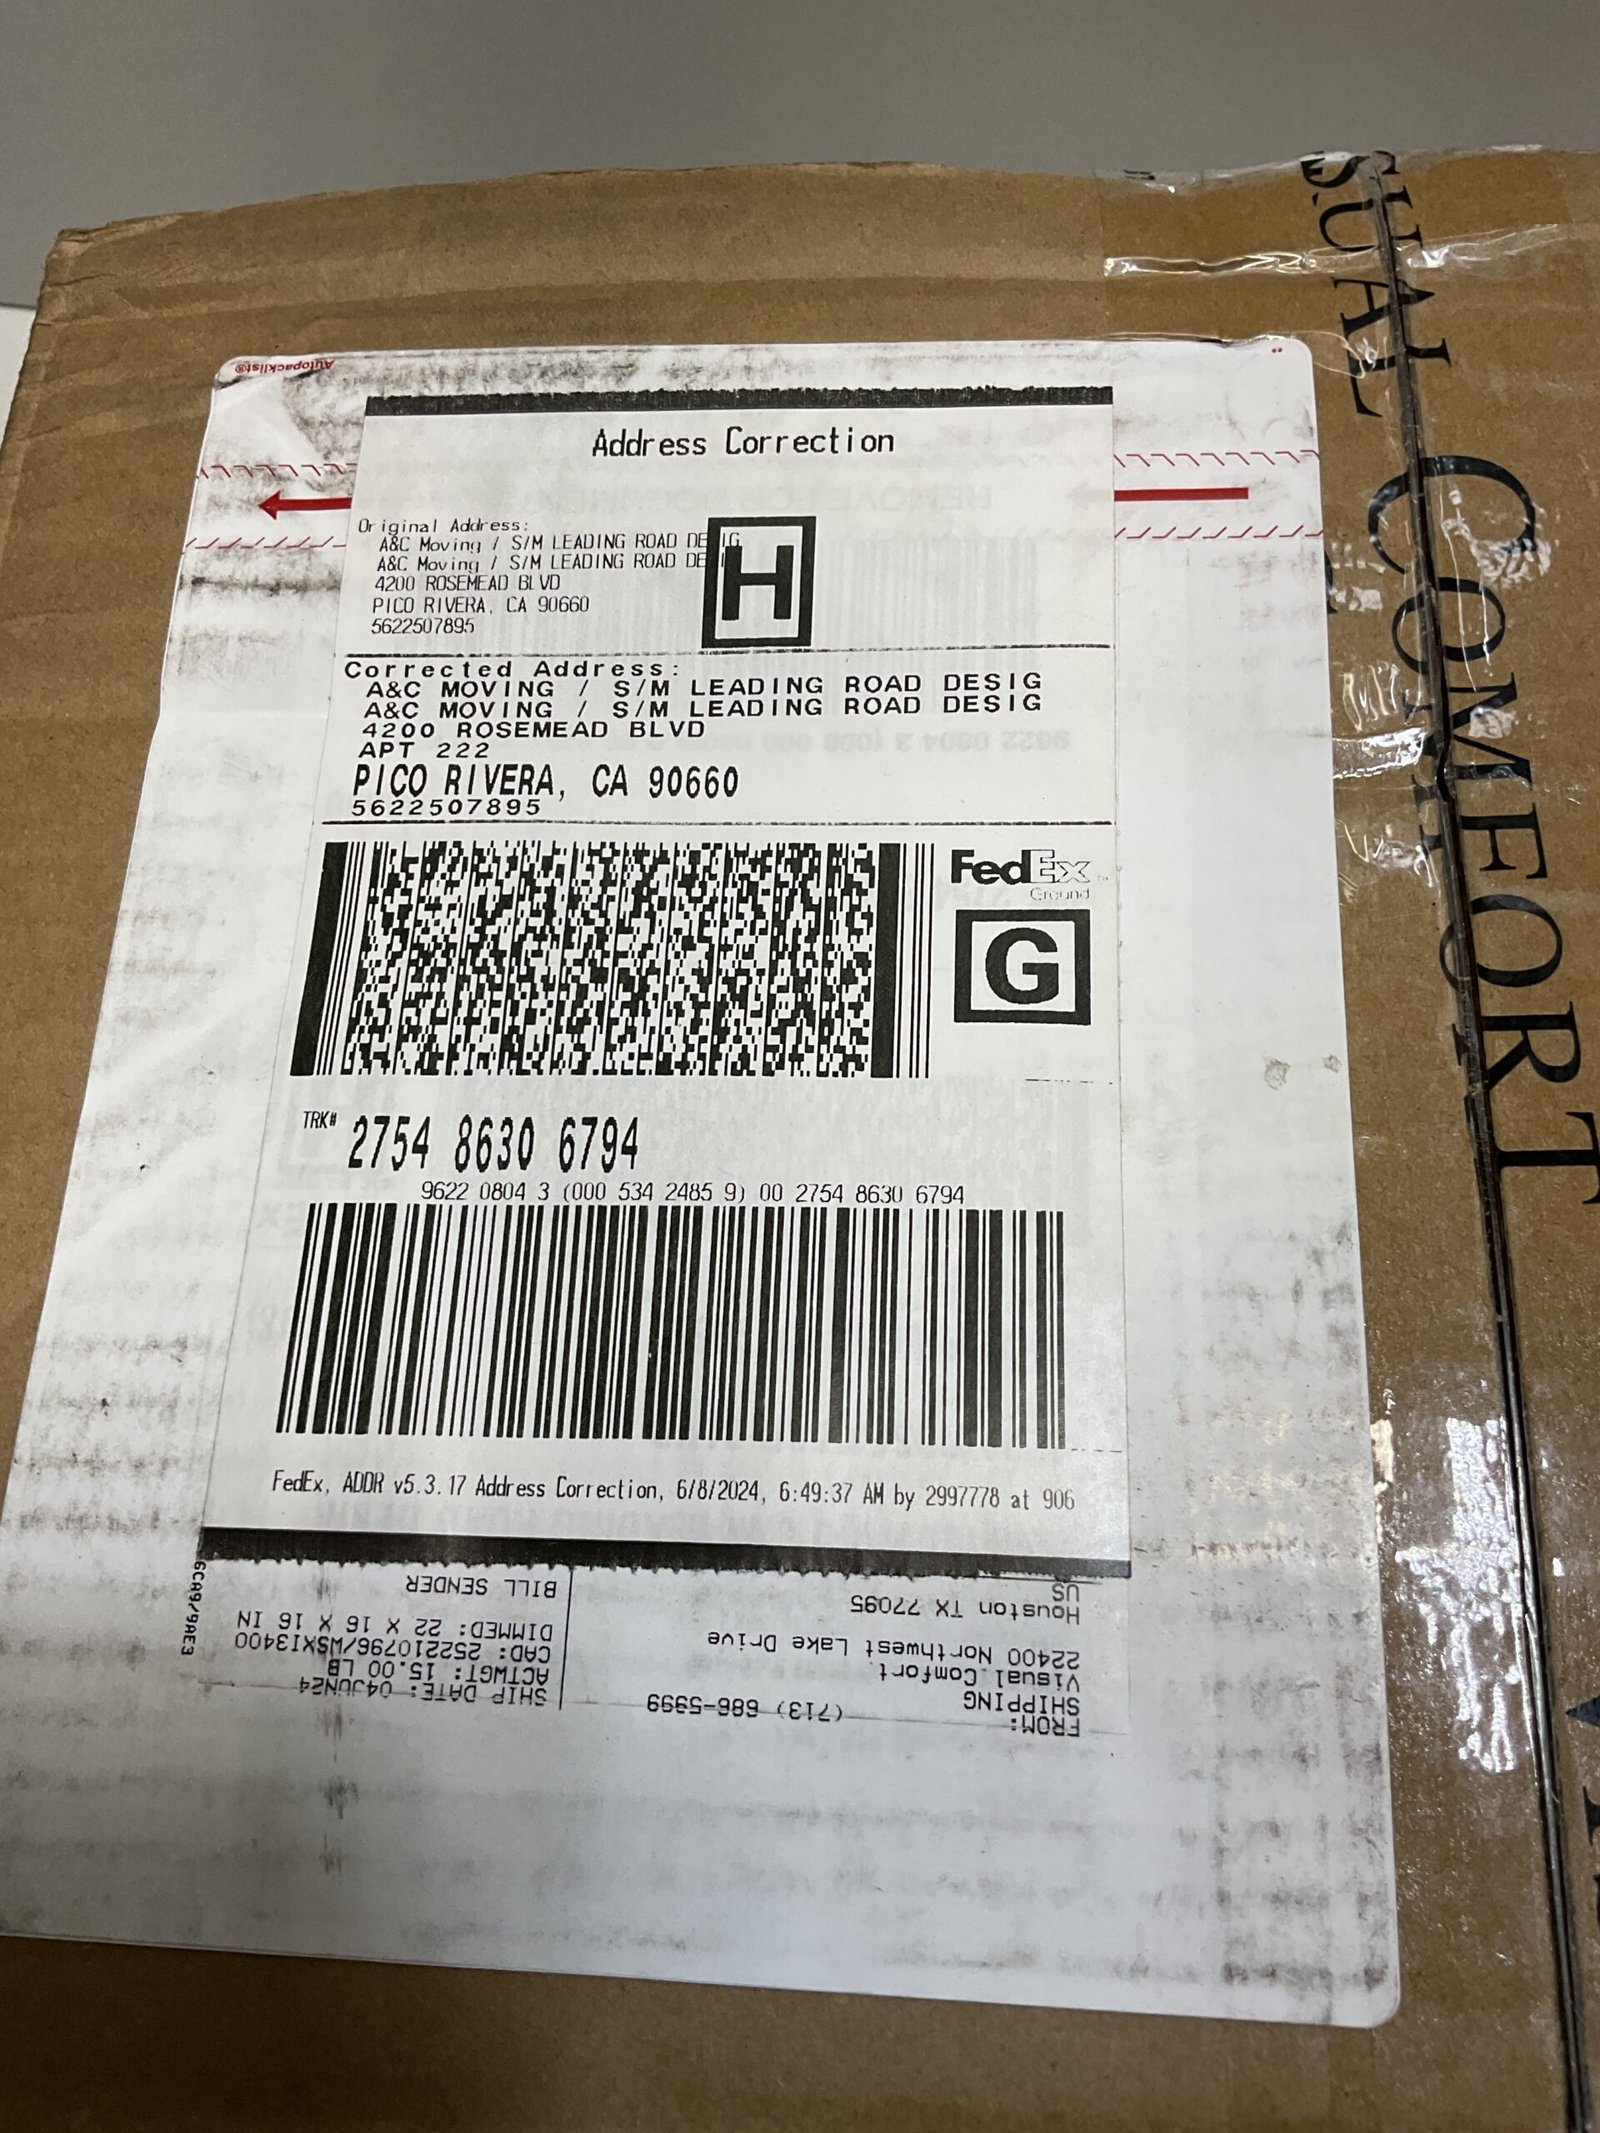 VISUAL COMFORT
Autopacklist®
Address Correction
Original Address:
A&C Moving / S/M LEADING ROAD DESIG
A&C Moving / S/M LEADING ROAD DE
4200 ROSEMEAD BLVD
PICO RIVERA, CA 90660
5622507895
H
Corrected Address:
A&C MOVING / S/M LEADING ROAD DESIG
A&C MOVING / S/M LEADING ROAD DESIG
4200 ROSEMEAD BLVD
APT 222
PICO RIVERA, CA 90660
5622507895
FedEx
Ground
G
TRK# 2754 8630 6794
9622 0804 3 (000 534 2485 9) 00 2754 8630 6794
FedEx, ADDR v5.3.17 Address Correction, 6/8/2024, 6:49:37 AM by 2997778 at 906
FROM:
SHIPPING (713) 686-5999
Visual Comfort.
22400 Northwest Lake Drive
Houston TX 77095
US
SHIP DATE: 04JUN24
ACTWGT: 15.00 LB
CAD: 252210796/WSXI3400
DIMMED: 22 X 16 X 16 IN
BILL SENDER
6CA9/9AE3